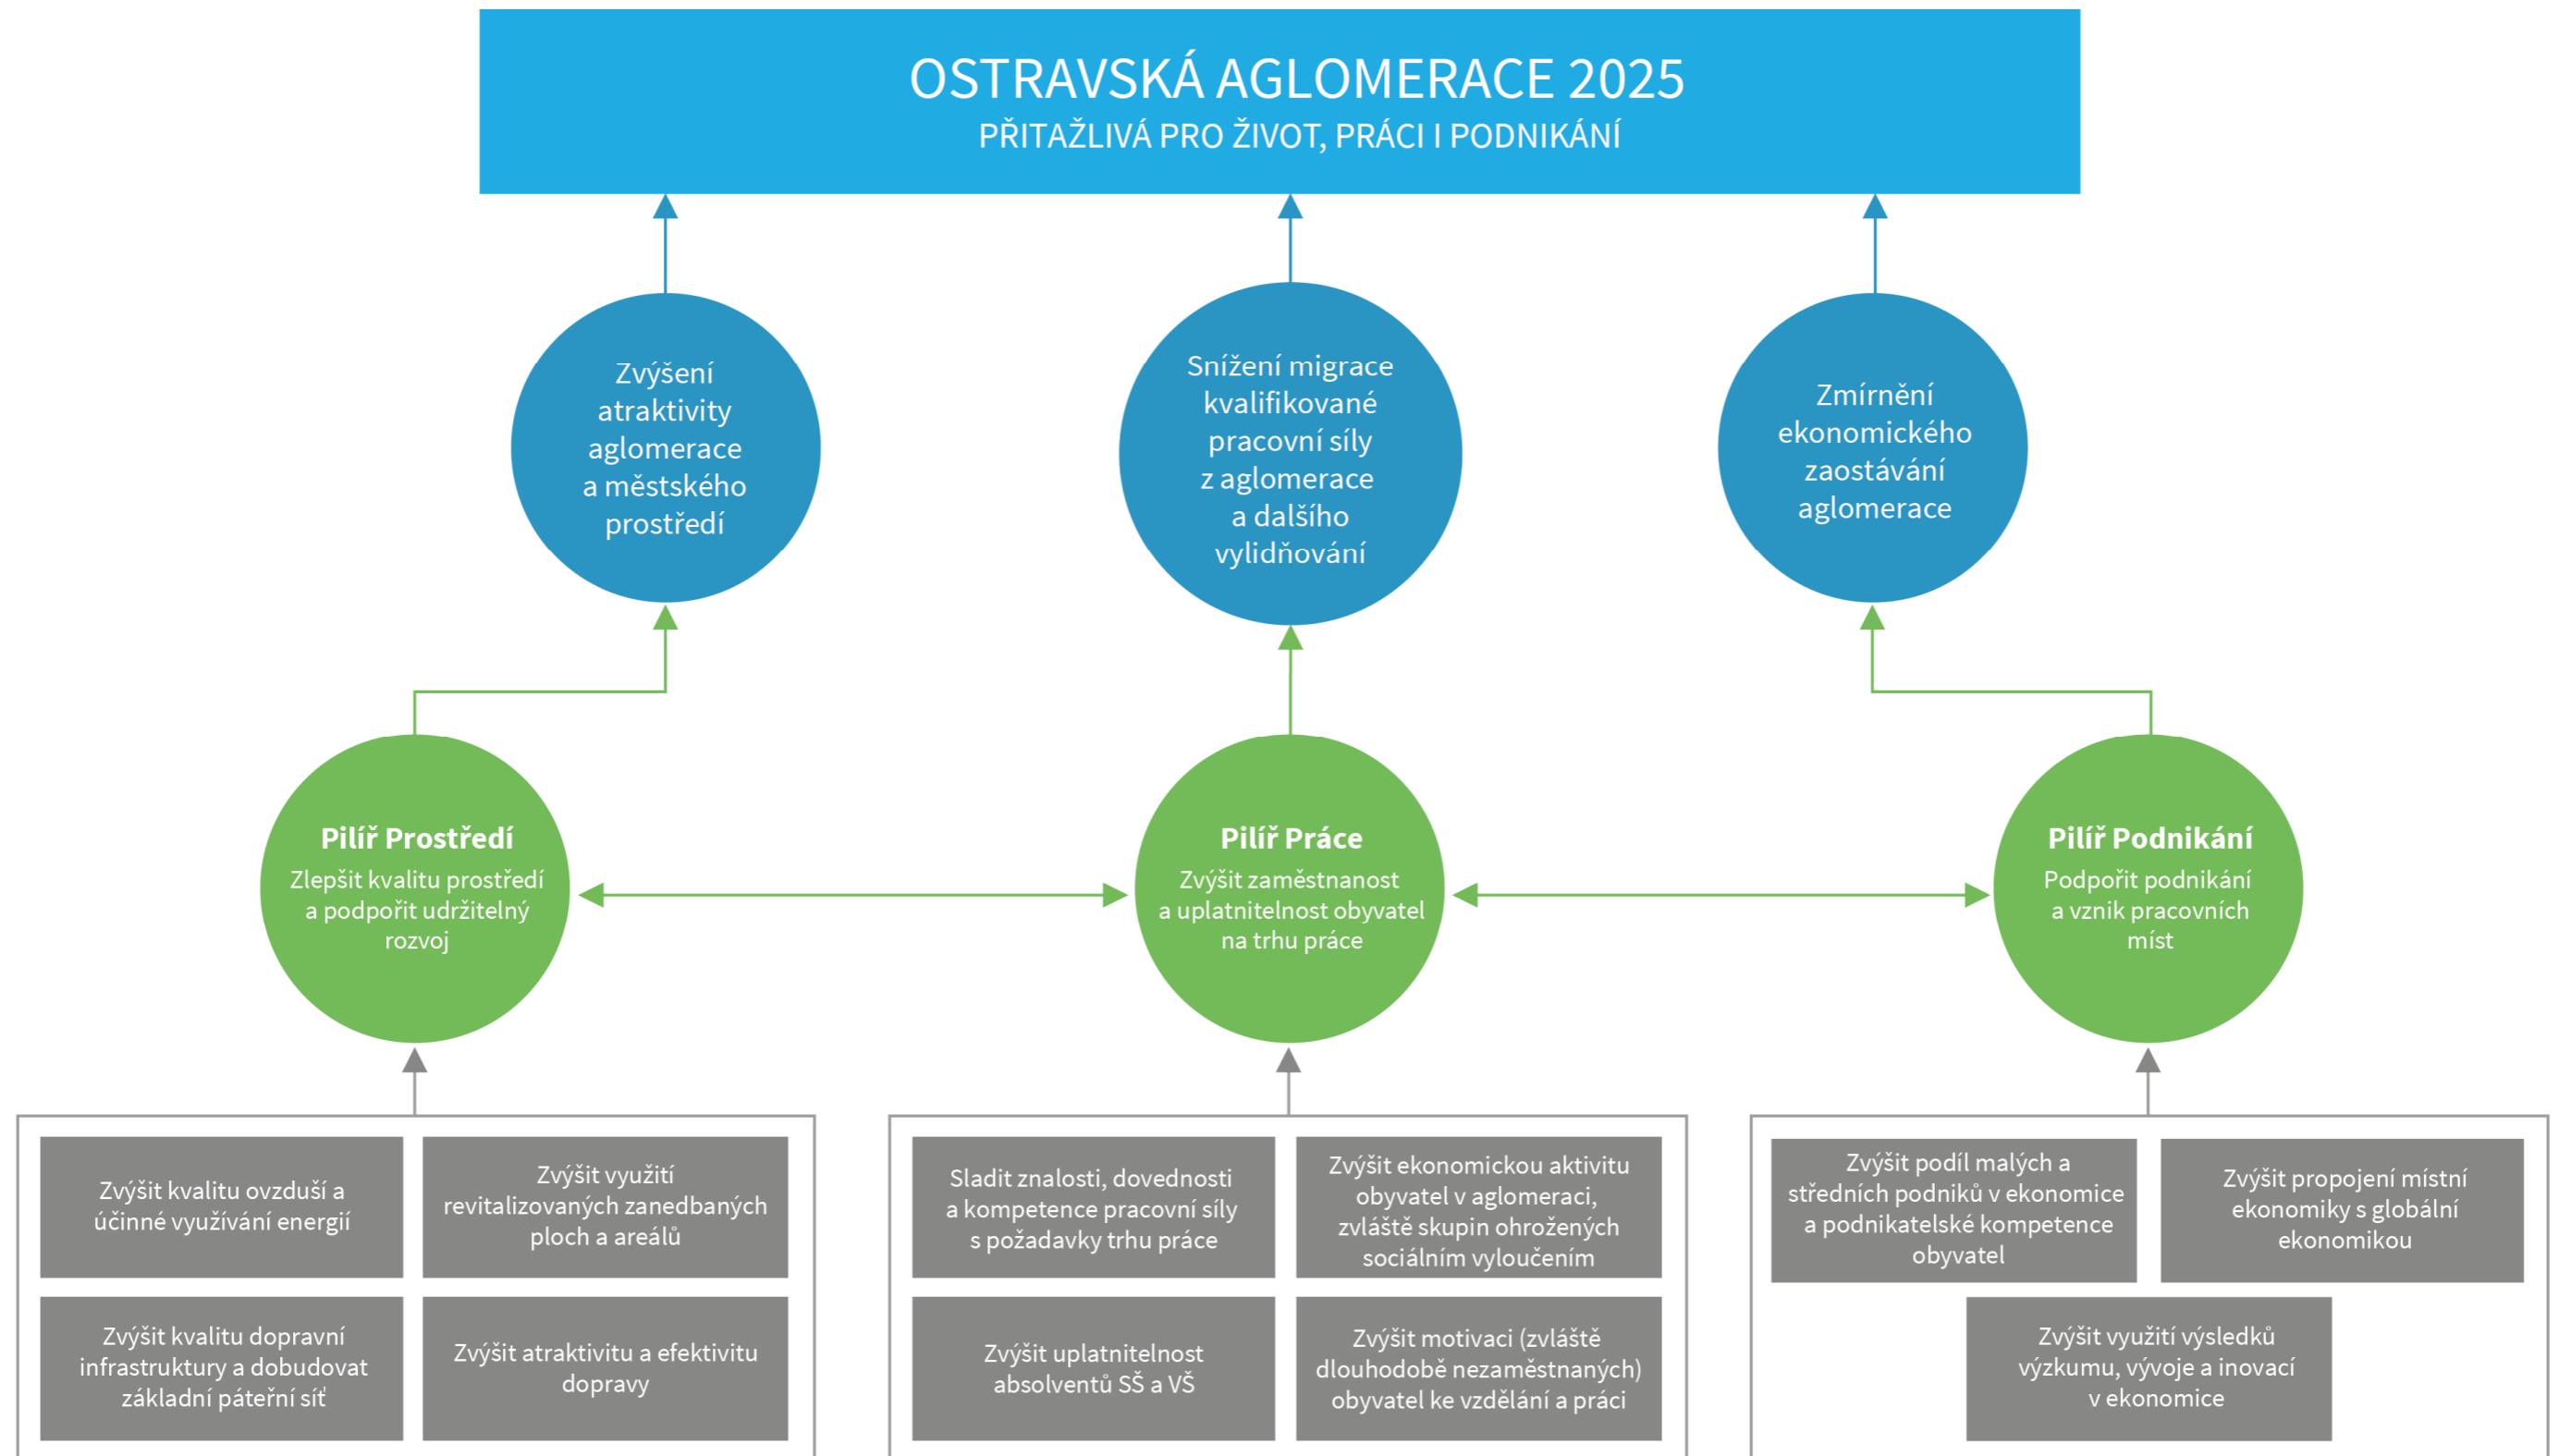 OSTRAVSKÁ AGLOMERACE 2025
PŘITAŽLIVÁ PRO ŽIVOT, PRÁCI I PODNIKÁNÍ
Zvýšení
atraktivity
aglomerace
a městského
prostředí
Snížení migrace
kvalifikované
pracovní síly
z aglomerace
a dalšího
vylidňování
Zmírnění
ekonomického
zaostávání
aglomerace
Pilíř Prostředí
Zlepšit kvalitu prostředí
a podpořit udržitelný
rozvoj
Pilíř Práce
Zvýšit zaměstnanost
a uplatnitelnost obyvatel
na trhu práce
Pilíř Podnikání
Podpořit podnikání
a vznik pracovních
míst
Zvýšit kvalitu ovzduší a
účinné využívání energií
Zvýšit využití
revitalizovaných zanedbaných
ploch a areálů
Zvýšit kvalitu dopravní
infrastruktury a dobudovat
základní páteřní síť
Zvýšit atraktivitu a efektivitu
dopravy
Sladit znalosti, dovednosti
a kompetence pracovní síly
s požadavky trhu práce
Zvýšit ekonomickou aktivitu
obyvatel v aglomeraci,
zvláště skupin ohrožených
sociálním vyloučením
Zvýšit uplatnitelnost
absolventů SŠ a VŠ
Zvýšit motivaci (zvláště
dlouhodobě nezaměstnaných)
obyvatel ke vzdělání a práci
Zvýšit podíl malých a
středních podniků v ekonomice
a podnikatelské kompetence
obyvatel
Zvýšit propojení místní
ekonomiky s globální
ekonomikou
Zvýšit využití výsledků
výzkumu, vývoje a inovací
v ekonomice